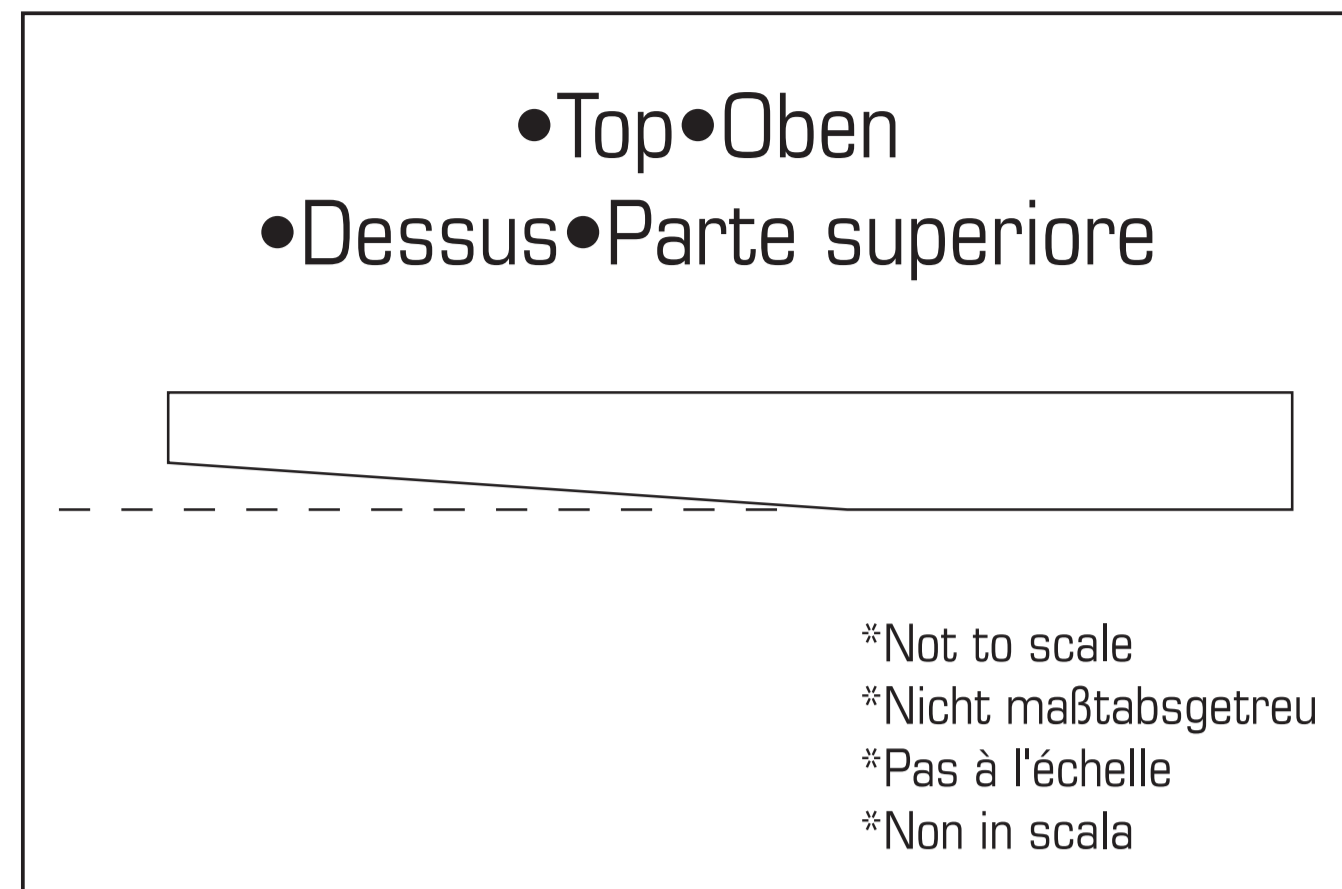 •Top•Oben
•Dessus•Parte superiore
*Not to scale
*Nicht maßtabsgetreu
*Pas à l'échelle
*Non in scala